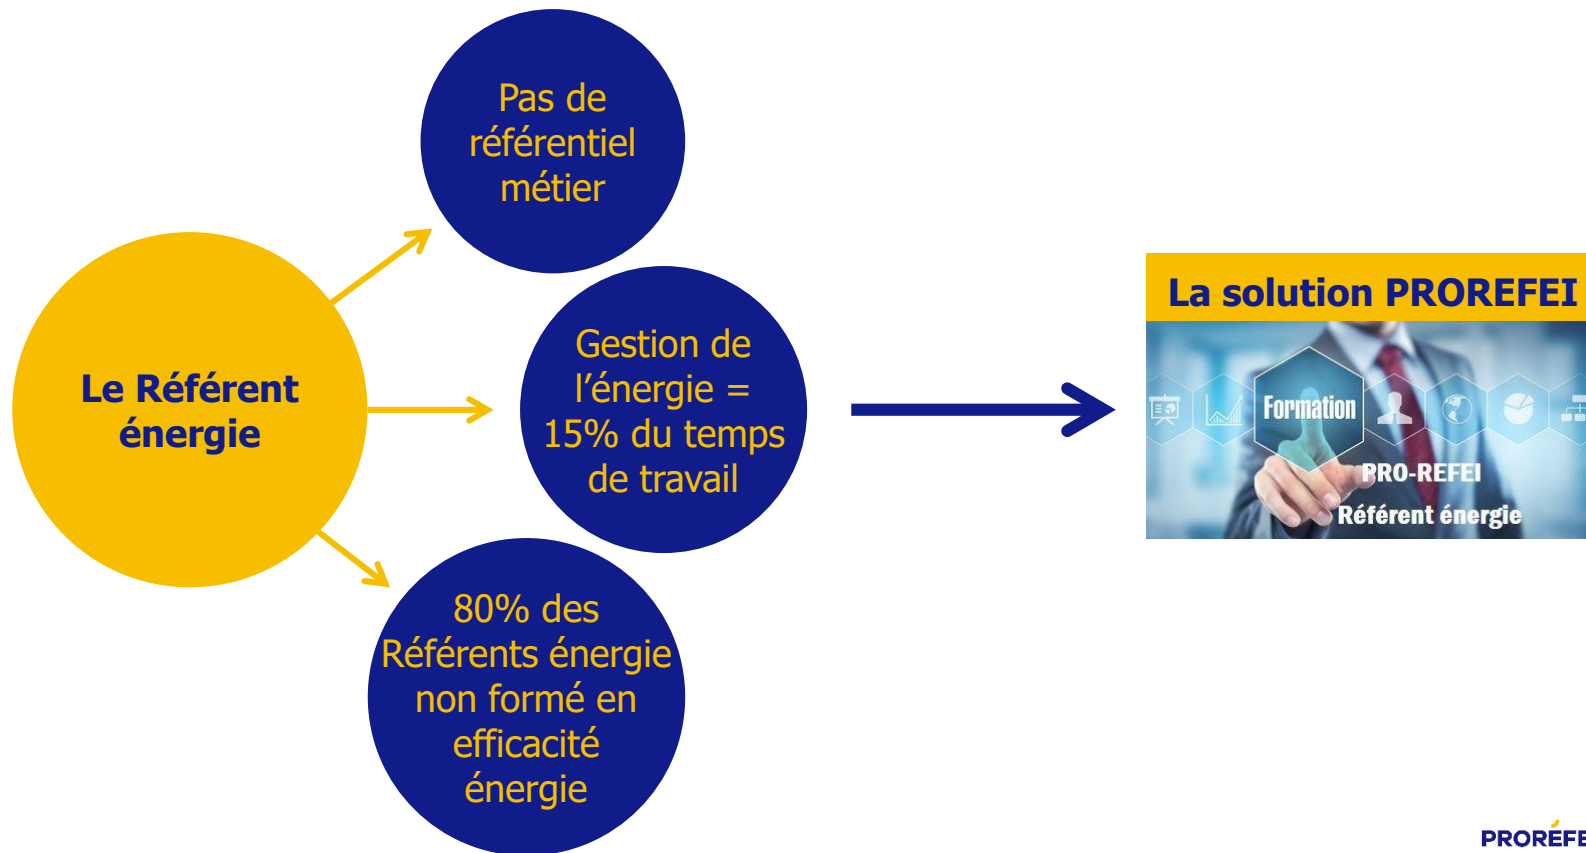 Pas de
référentiel
métier
Le Référent
énergie
Gestion de
l’énergie =
15% du temps
de travail
80% des
Référents énergie
non formé en
efficacité
énergie
La solution PROREFEI
Formation
PRO-REFEI
Référent énergie
PRORÉFE